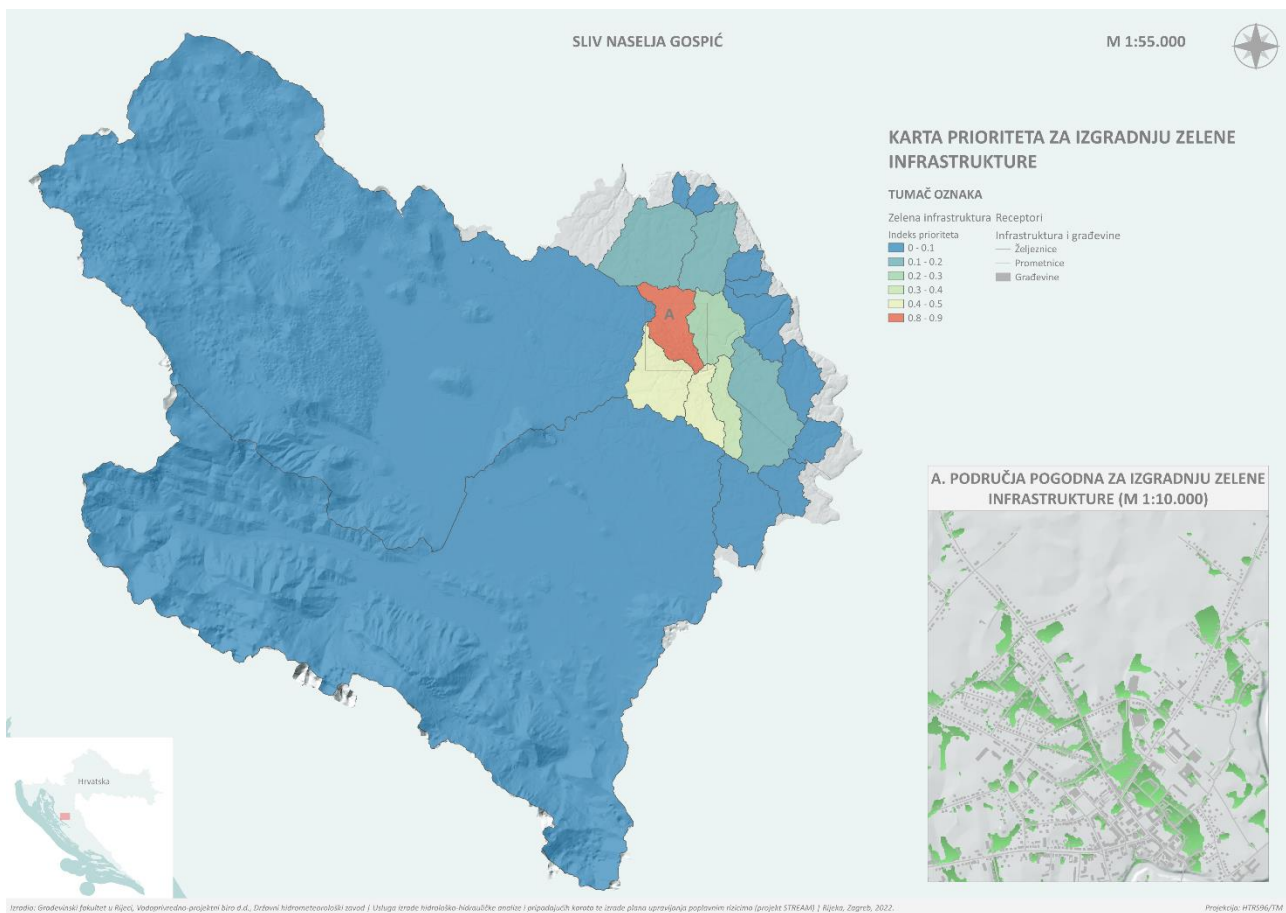 SLIV NASELJA GOSPIĆ
M 1:55.000
KARTA PRIORITETA ZA IZGRADNJU ZELENE
INFRASTRUKTURE
TUMAČ OZNAKA
Zelena infrastruktura
Indeks prioriteta
0 - 0.1
0.1 - 0.2
0.2 - 0.3
0.3 - 0.4
0.4 - 0.5
0.8 - 0.9
Receptori
Infrastruktura i građevine
Željeznice
Prometnice
Građevine
A
A. PODRUČJA POGODNA ZA IZGRADNJU ZELENE
INFRASTRUKTURE (M 1:10.000)
Hrvatska
Izradio: Građevinski fakultet u Rijeci, Vodoprivredno-projektni biro d.d., Državni hidrometeorološki zavod | Usluga izrade hidrološko-hidrauličke analize i pripadajućih karata te izrade plana upravljanja poplavnim rizicima (projekt STREAM) | Rijeka, Zagreb, 2022.
Projekcija: HTRS96/TM